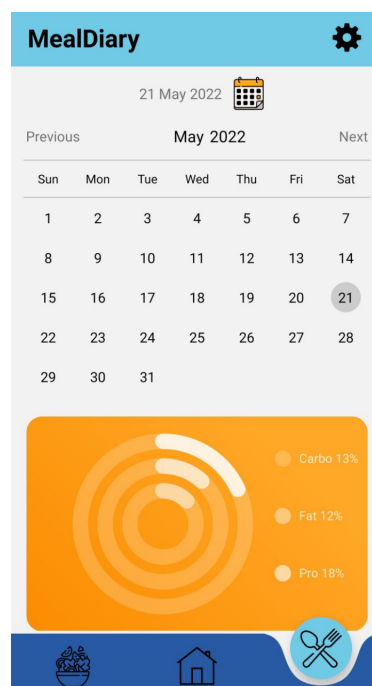 MealDiary
21 May 2022
Previous May 2022 Next
Sun Mon Tue Wed Thu Fri Sat
1 2 3 4 5 6 7
8 9 10 11 12 13 14
15 16 17 18 19 20 21
22 23 24 25 26 27 28
29 30 31
Carbo 13%
Fat 12%
Pro 18%